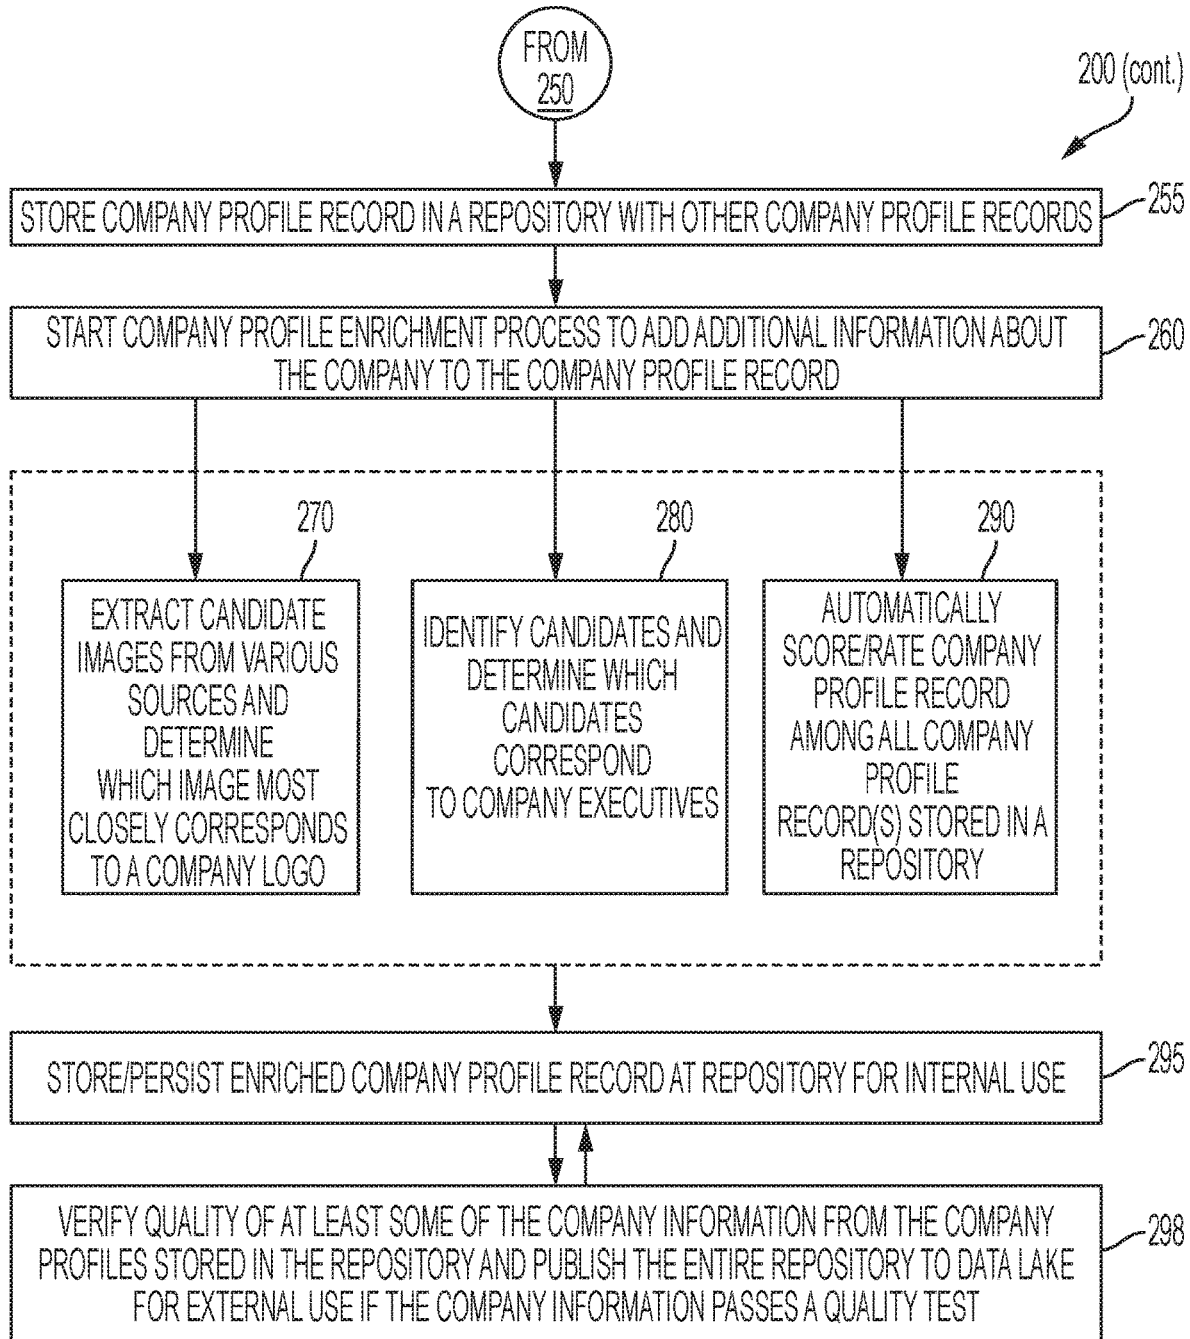 FROM
250
200 (cont.)
STORE COMPANY PROFILE RECORD IN A REPOSITORY WITH OTHER COMPANY PROFILE RECORDS
255
START COMPANY PROFILE ENRICHMENT PROCESS TO ADD ADDITIONAL INFORMATION ABOUT
THE COMPANY TO THE COMPANY PROFILE RECORD
260
270
EXTRACT CANDIDATE
IMAGES FROM VARIOUS
SOURCES AND
DETERMINE
WHICH IMAGE MOST
CLOSELY CORRESPONDS
TO A COMPANY LOGO
280
IDENTIFY CANDIDATES AND
DETERMINE WHICH
CANDIDATES
CORRESPOND
TO COMPANY EXECUTIVES
290
AUTOMATICALLY
SCORE/RATE COMPANY
PROFILE RECORD
AMONG ALL COMPANY
PROFILE
RECORD(S) STORED IN A
REPOSITORY
STORE/PERSIST ENRICHED COMPANY PROFILE RECORD AT REPOSITORY FOR INTERNAL USE
295
VERIFY QUALITY OF AT LEAST SOME OF THE COMPANY INFORMATION FROM THE COMPANY
PROFILES STORED IN THE REPOSITORY AND PUBLISH THE ENTIRE REPOSITORY TO DATA LAKE
FOR EXTERNAL USE IF THE COMPANY INFORMATION PASSES A QUALITY TEST
298